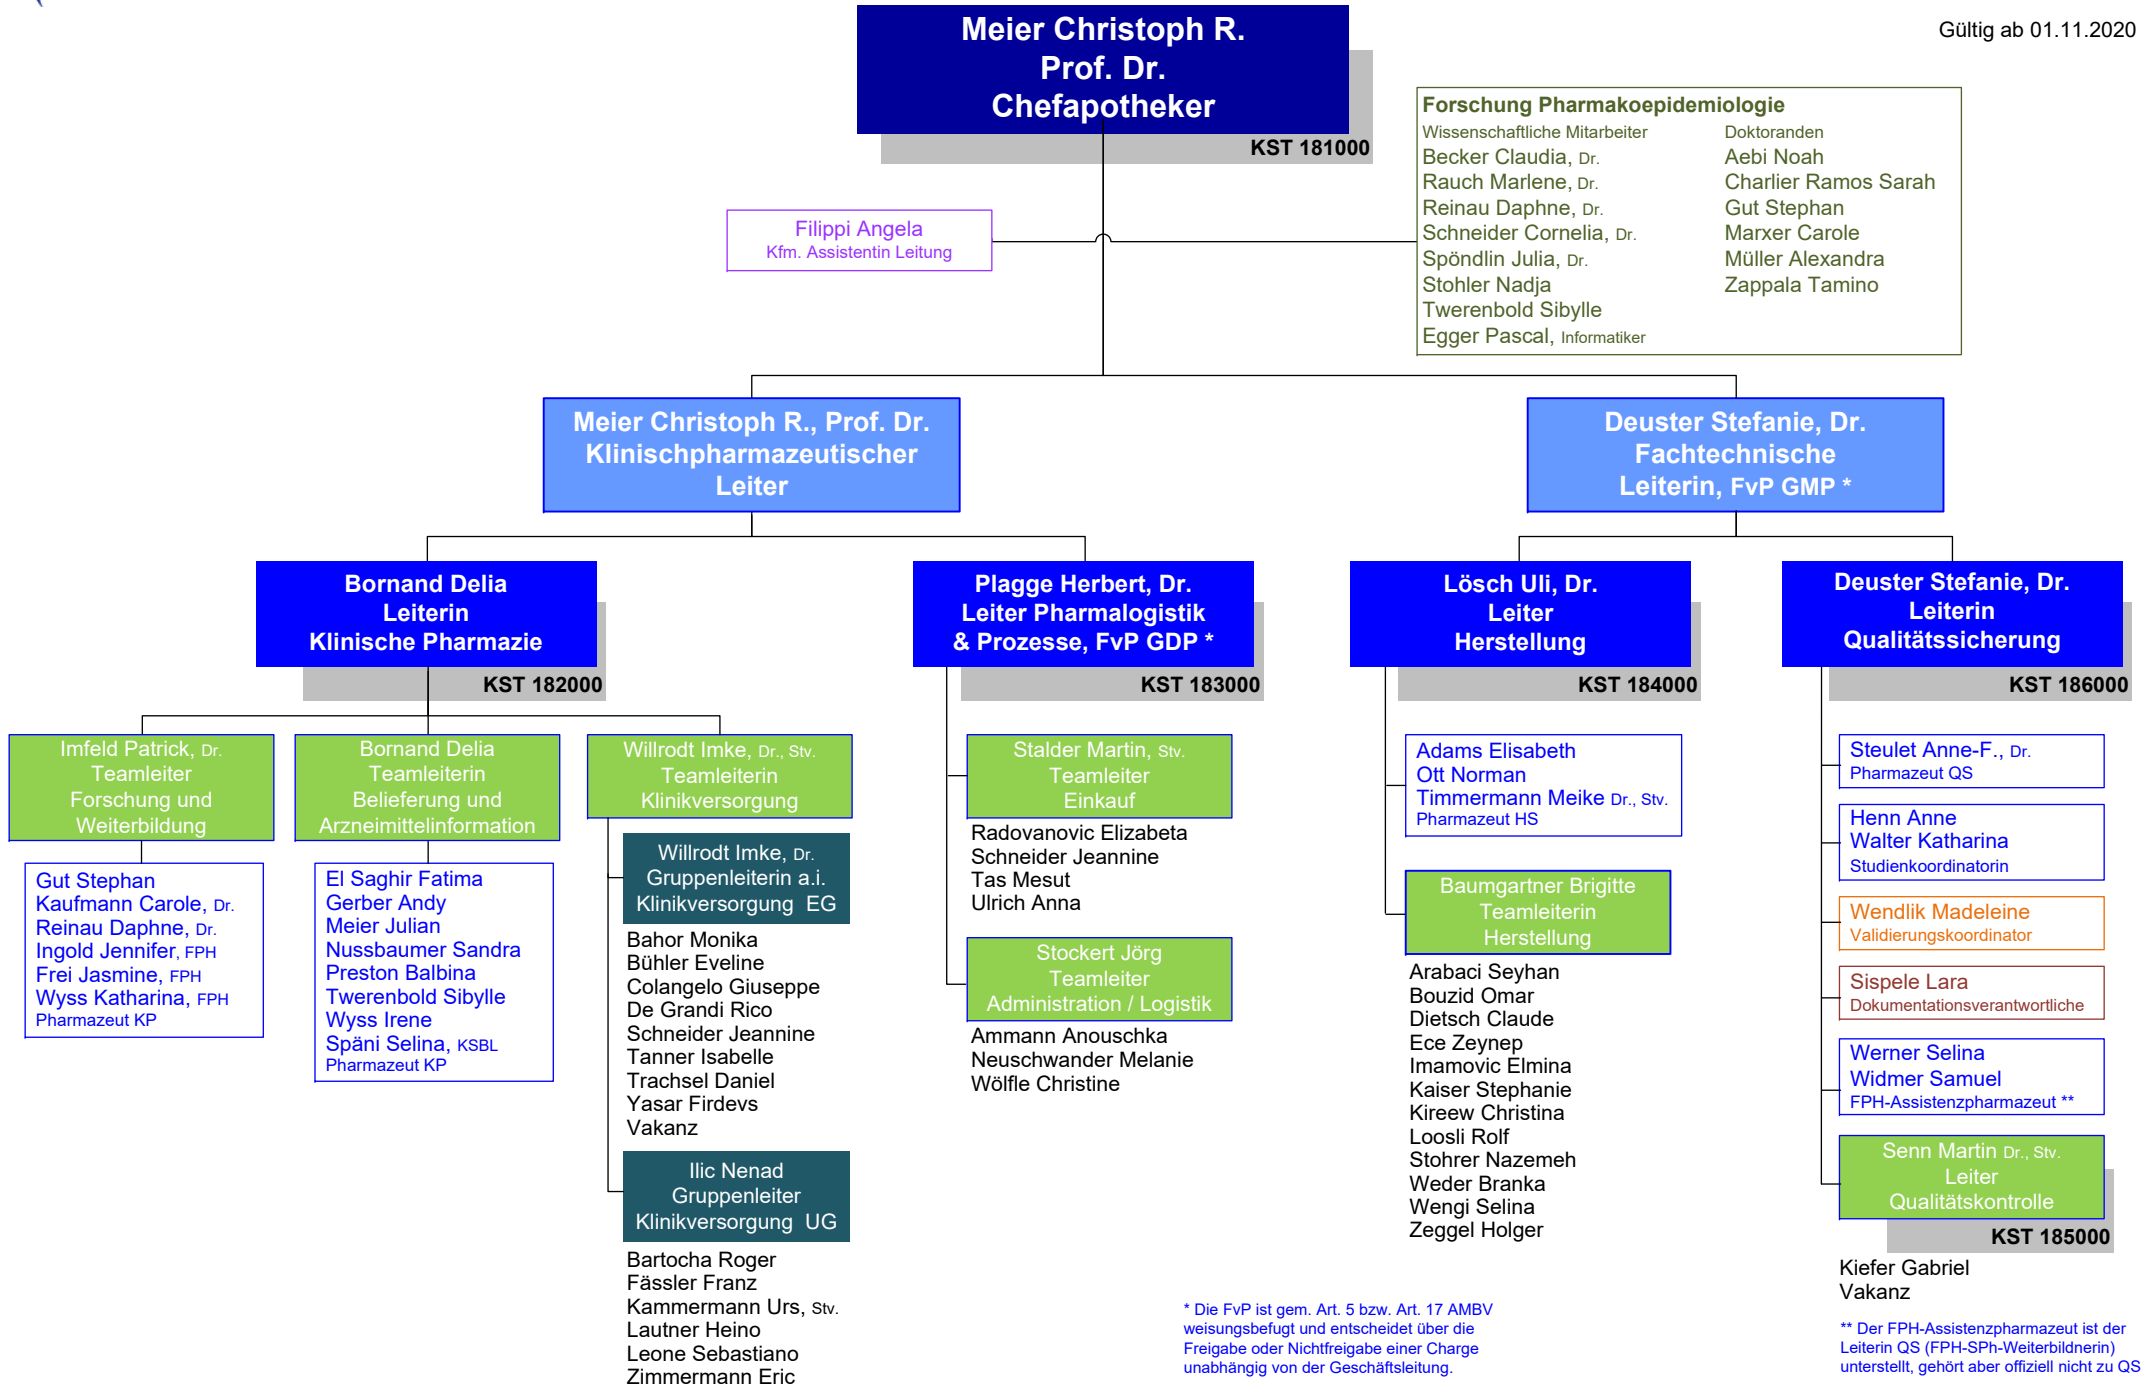 Meier Christoph R.
Prof. Dr.
Chefapotheker
KST 181000
Gültig ab 01.11.2020
Forschung Pharmakoepidemiologie
Wissenschaftliche Mitarbeiter
Becker Claudia, Dr.
Rauch Marlene, Dr.
Reinau Daphne, Dr.
Schneider Cornelia, Dr.
Spöndlin Julia, Dr.
Stohler Nadja
Twerenbold Sibylle
Egger Pascal, Informatiker
Doktoranden
Aebi Noah
Charlier Ramos Sarah
Gut Stephan
Marxer Carole
Müller Alexandra
Zappala Tamino
Filippi Angela
Kfm. Assistentin Leitung
Meier Christoph R., Prof. Dr.
Klinischpharmazeutischer
Leiter
Deuster Stefanie, Dr.
Fachtechnische
Leiterin, FvP GMP *
Bornand Delia
Leiterin
Klinische Pharmazie
KST 182000
Plagge Herbert, Dr.
Leiter Pharmalogistik
& Prozesse, FvP GDP *
KST 183000
Lösch Uli, Dr.
Leiter
Herstellung
KST 184000
Deuster Stefanie, Dr.
Leiterin
Qualitätssicherung
KST 186000
Imfeld Patrick, Dr.
Teamleiter
Forschung und
Weiterbildung
Gut Stephan
Kaufmann Carole, Dr.
Reinau Daphne, Dr.
Ingold Jennifer, FPH
Frei Jasmine, FPH
Wyss Katharina, FPH
Pharmazeut KP
Bornand Delia
Teamleiterin
Belieferung und
Arzneimittelinformation
El Saghir Fatima
Gerber Andy
Meier Julian
Nussbaumer Sandra
Preston Balbina
Twerenbold Sibylle
Wyss Irene
Späni Selina, KSBL
Pharmazeut KP
Willrodt Imke, Dr., Stv.
Teamleiterin
Klinikversorgung
Willrodt Imke, Dr.
Gruppenleiterin a.i.
Klinikversorgung EG
Bahor Monika
Bühler Eveline
Colangelo Giuseppe
De Grandi Rico
Schneider Jeannine
Tanner Isabelle
Trachsel Daniel
Yasar Firdevs
Vakanz
Ilic Nenad
Gruppenleiter
Klinikversorgung UG
Bartocha Roger
Fässler Franz
Kammermann Urs, Stv.
Lautner Heino
Leone Sebastiano
Zimmermann Eric
Stalder Martin, Stv.
Teamleiter
Einkauf
Radovanovic Elizabeta
Schneider Jeannine
Tas Mesut
Ulrich Anna
Stockert Jörg
Teamleiter
Administration / Logistik
Ammann Anouschka
Neuschwander Melanie
Wölfle Christine
Adams Elisabeth
Ott Norman
Timmermann Meike Dr., Stv.
Pharmazeut HS
Baumgartner Brigitte
Teamleiterin
Herstellung
Arabaci Seyhan
Bouzid Omar
Dietsch Claude
Ece Zeynep
Imamovic Elmina
Kaiser Stephanie
Kireew Christina
Loosli Rolf
Stohrer Nazemeh
Weder Branka
Wengi Selina
Zeggel Holger
Steulet Anne-F., Dr.
Pharmazeut QS
Henn Anne
Walter Katharina
Studienkoordinatorin
Wendlik Madeleine
Validierungskoordinator
Sispele Lara
Dokumentationsverantwortliche
Werner Selina
Widmer Samuel
FPH-Assistenzpharmazeut **
Senn Martin Dr., Stv.
Leiter
Qualitätskontrolle
KST 185000
Kiefer Gabriel
Vakanz
* Die FvP ist gem. Art. 5 bzw. Art. 17 AMBV
weisungsbefugt und entscheidet über die
Freigabe oder Nichtfreigabe einer Charge
unabhängig von der Geschäftsleitung.
** Der FPH-Assistenzpharmazeut ist der
Leiterin QS (FPH-SPh-Weiterbildnerin)
unterstellt, gehört aber offiziell nicht zu QS